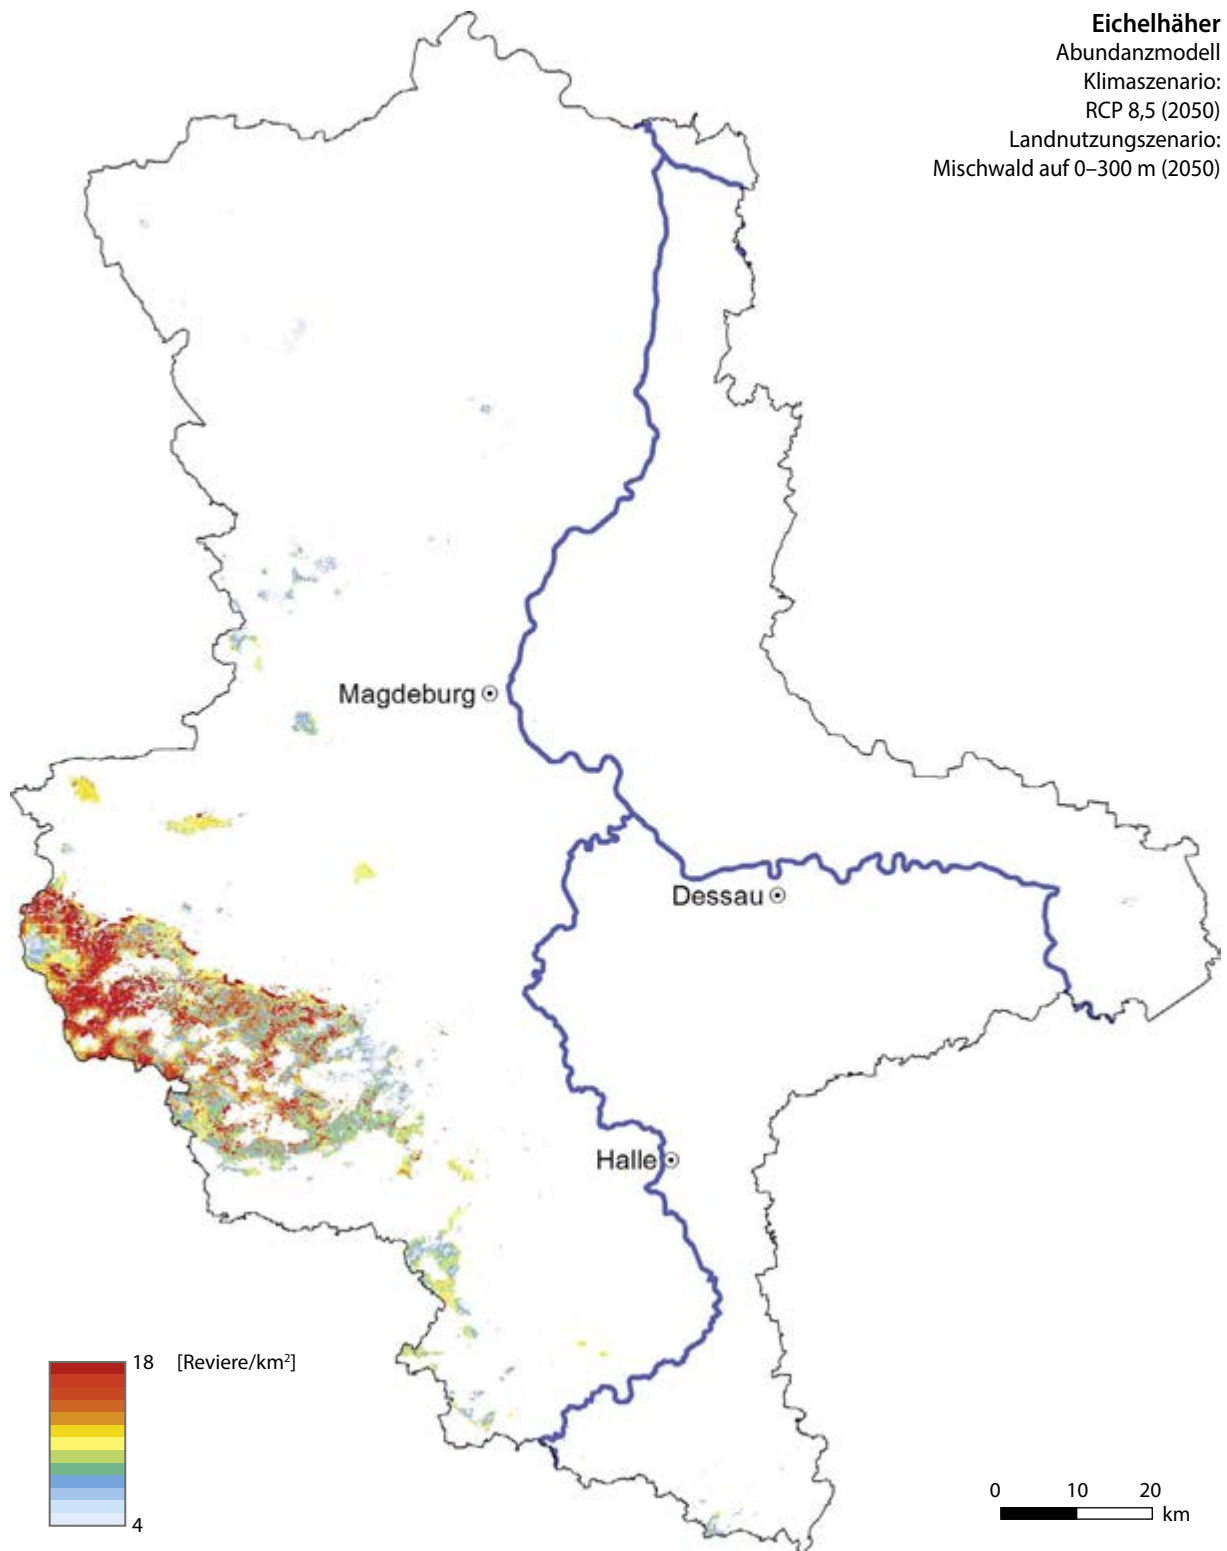 Eichelhäher
Abundanzmodell
Klimaszenario:
RCP 8,5 (2050)
Landnutzungszenario:
Mischwald auf 0–300 m (2050)
Magdeburg
Dessau
Halle
18 [Reviere/km²]
4
0 10 20
km